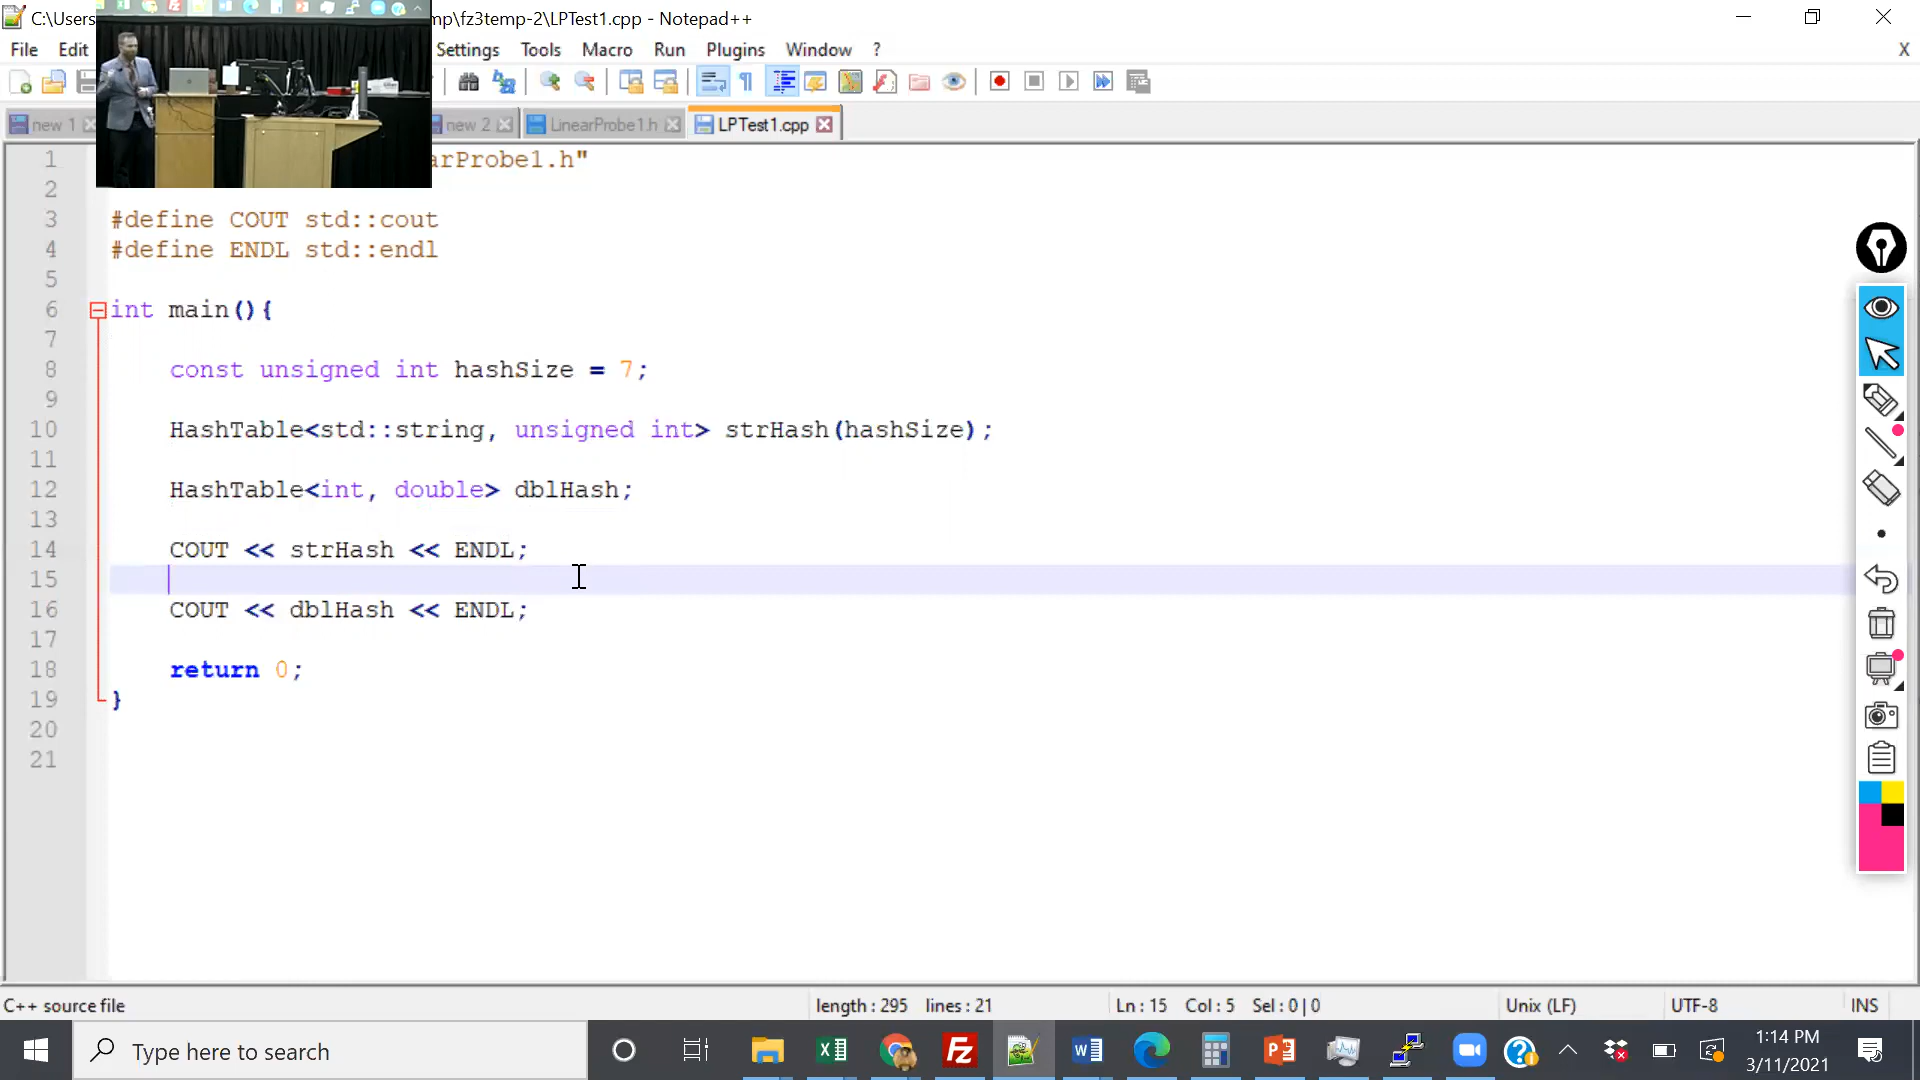 C:\Users
mp\fz3temp-2\LPTest1.cpp - Notepad++
File Edit Settings Tools Macro Run Plugins Window ? X
new 1 new 2 LinearProbe1.h LPTest1.cpp
1 arProbe1.h"
2
3 #define COUT std::cout
4 #define ENDL std::endl
5
6 int main(){
7
8 const unsigned int hashSize = 7;
9
10 HashTable<std::string, unsigned int> strHash(hashSize);
11
12 HashTable<int, double> dblHash;
13
14 COUT << strHash << ENDL;
15
16 COUT << dblHash << ENDL;
17
18 return 0;
19 }
20
21
C++ source file length : 295 lines : 21 Ln : 15 Col : 5 Sel : 0 | 0 Unix (LF) UTF-8 INS
Type here to search
1:14 PM
3/11/2021